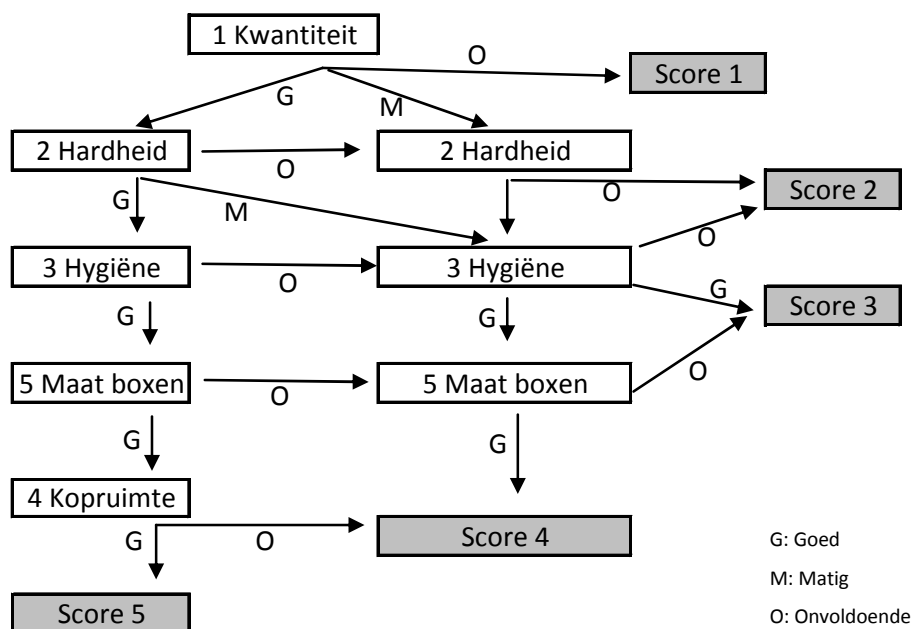 1 Kwantiteit
O
Score 1
G
M
2 Hardheid
O
2 Hardheid
G
M
O
Score 2
3 Hygiëne
O
3 Hygiëne
O
G
Score 3
G
G
5 Maat boxen
O
5 Maat boxen
O
G
G
4 Kopruimte
G
O
Score 4
Score 5
G: Goed
M: Matig
O: Onvoldoende